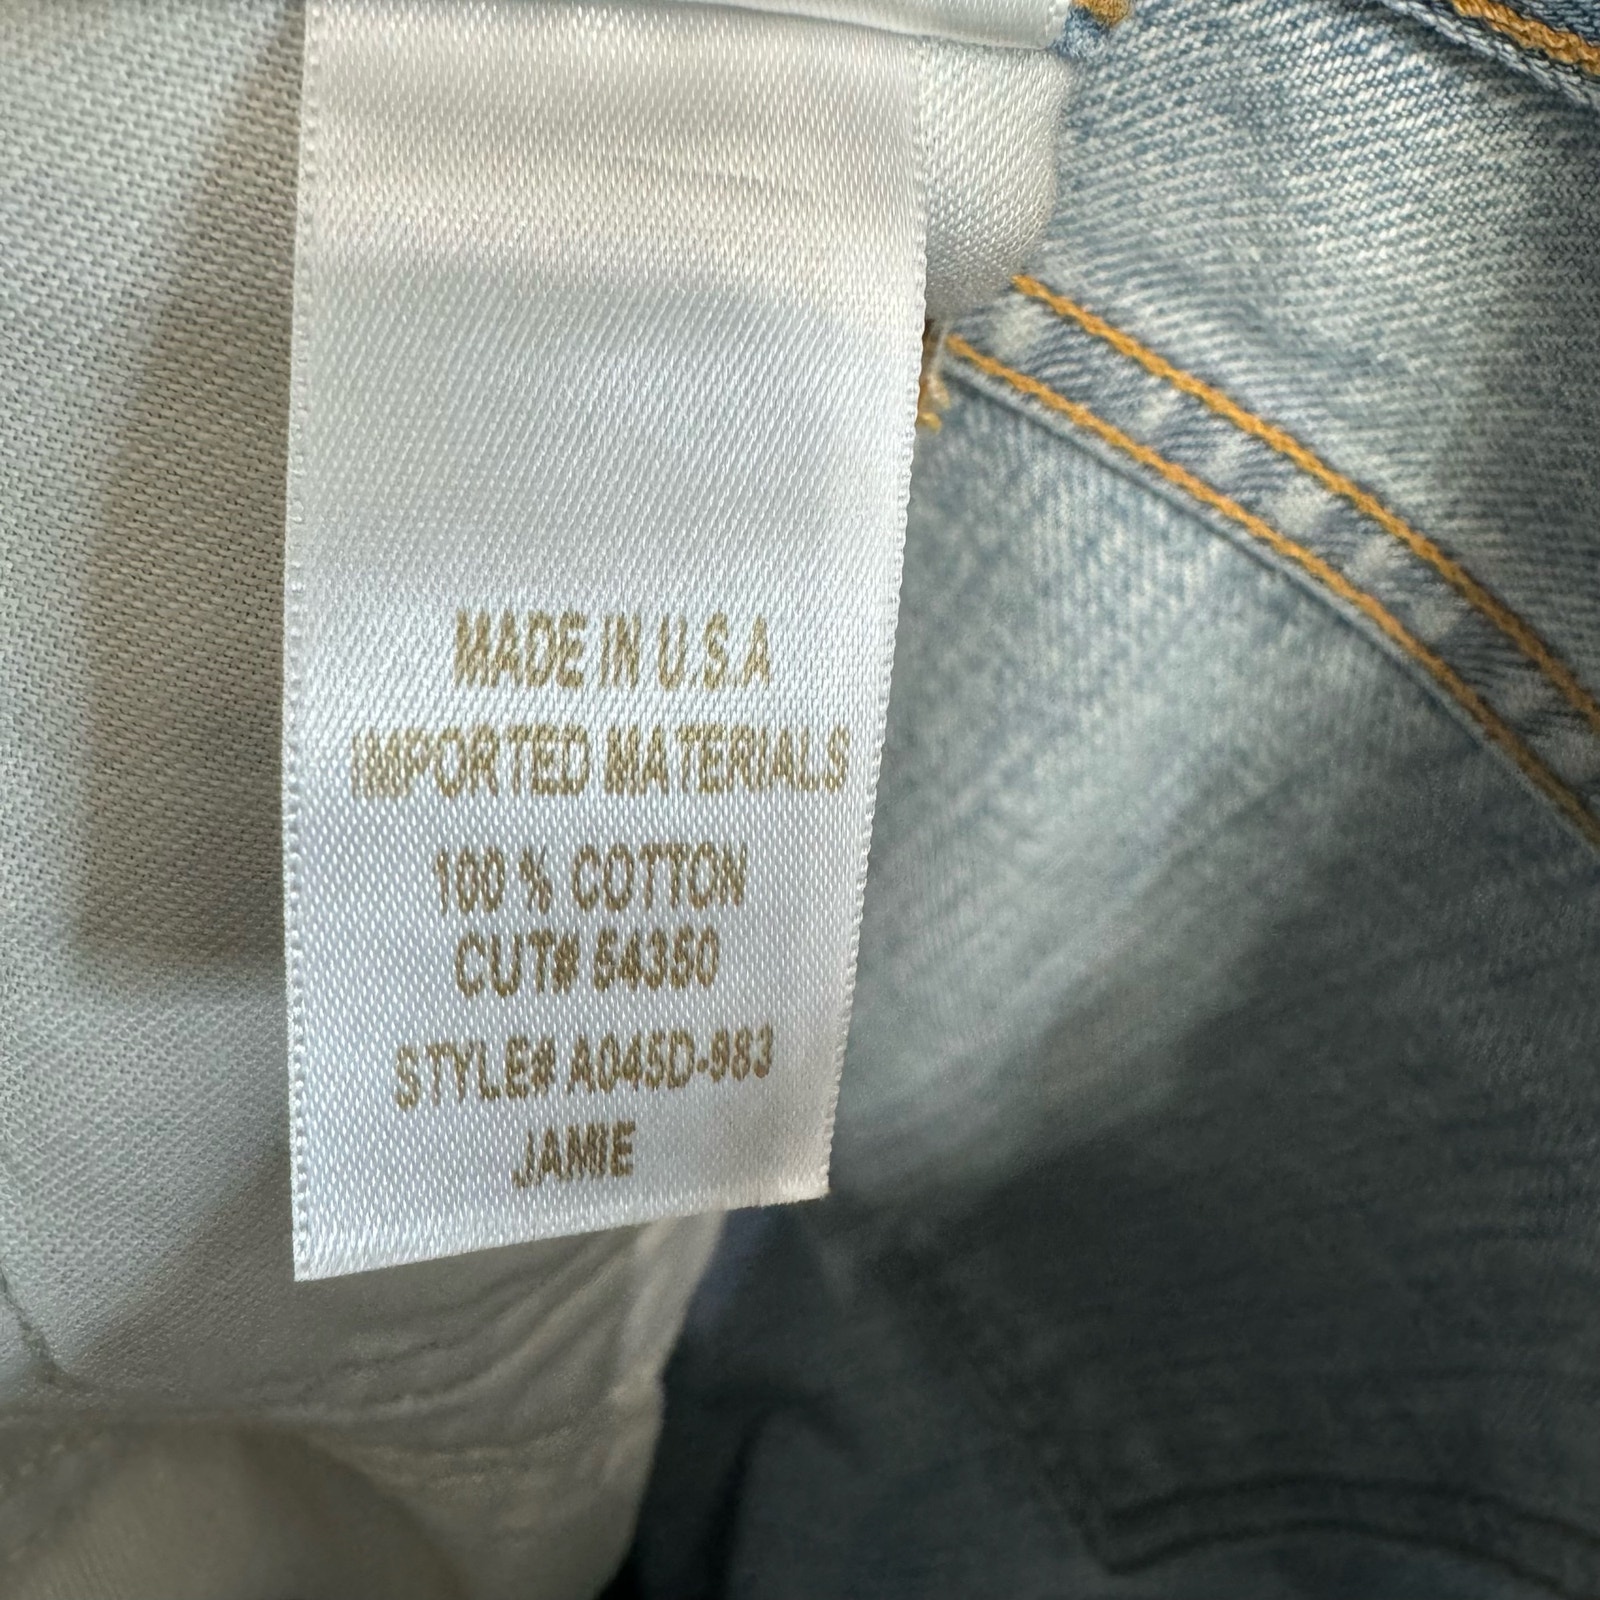 MADE IN U.S.A
IMPORTED MATERIALS
100 % COTTON
CUT# 54350
STYLE# A045D-983
JAMIE